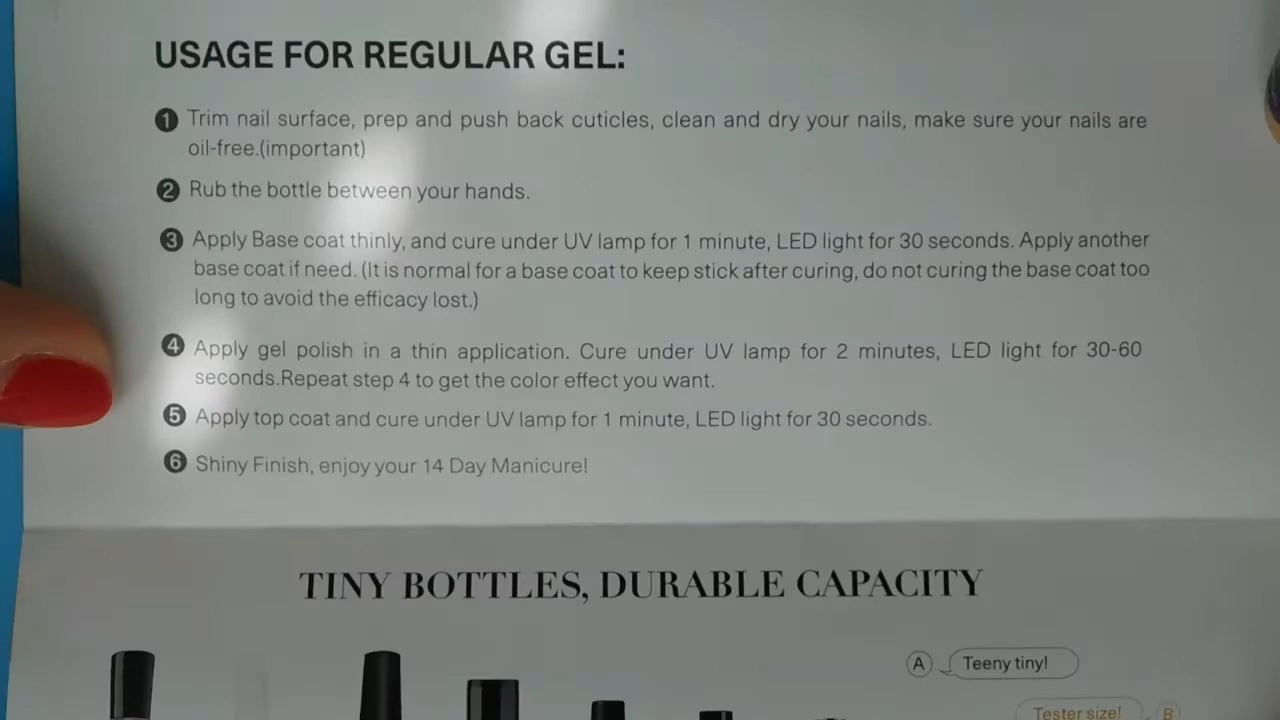 USAGE FOR REGULAR GEL:
1 Trim nail surface, prep and push back cuticles, clean and dry your nails, make sure your nails are
oil-free.(important)
2 Rub the bottle between your hands.
3 Apply Base coat thinly, and cure under UV lamp for 1 minute, LED light for 30 seconds. Apply another
base coat if need. (It is normal for a base coat to keep stick after curing, do not curing the base coat too
long to avoid the efficacy lost.)
4 Apply gel polish in a thin application. Cure under UV lamp for 2 minutes, LED light for 30-60
seconds.Repeat step 4 to get the color effect you want.
5 Apply top coat and cure under UV lamp for 1 minute, LED light for 30 seconds.
6 Shiny Finish, enjoy your 14 Day Manicure!
TINY BOTTLES, DURABLE CAPACITY
A Teeny tiny!
Tester size! B